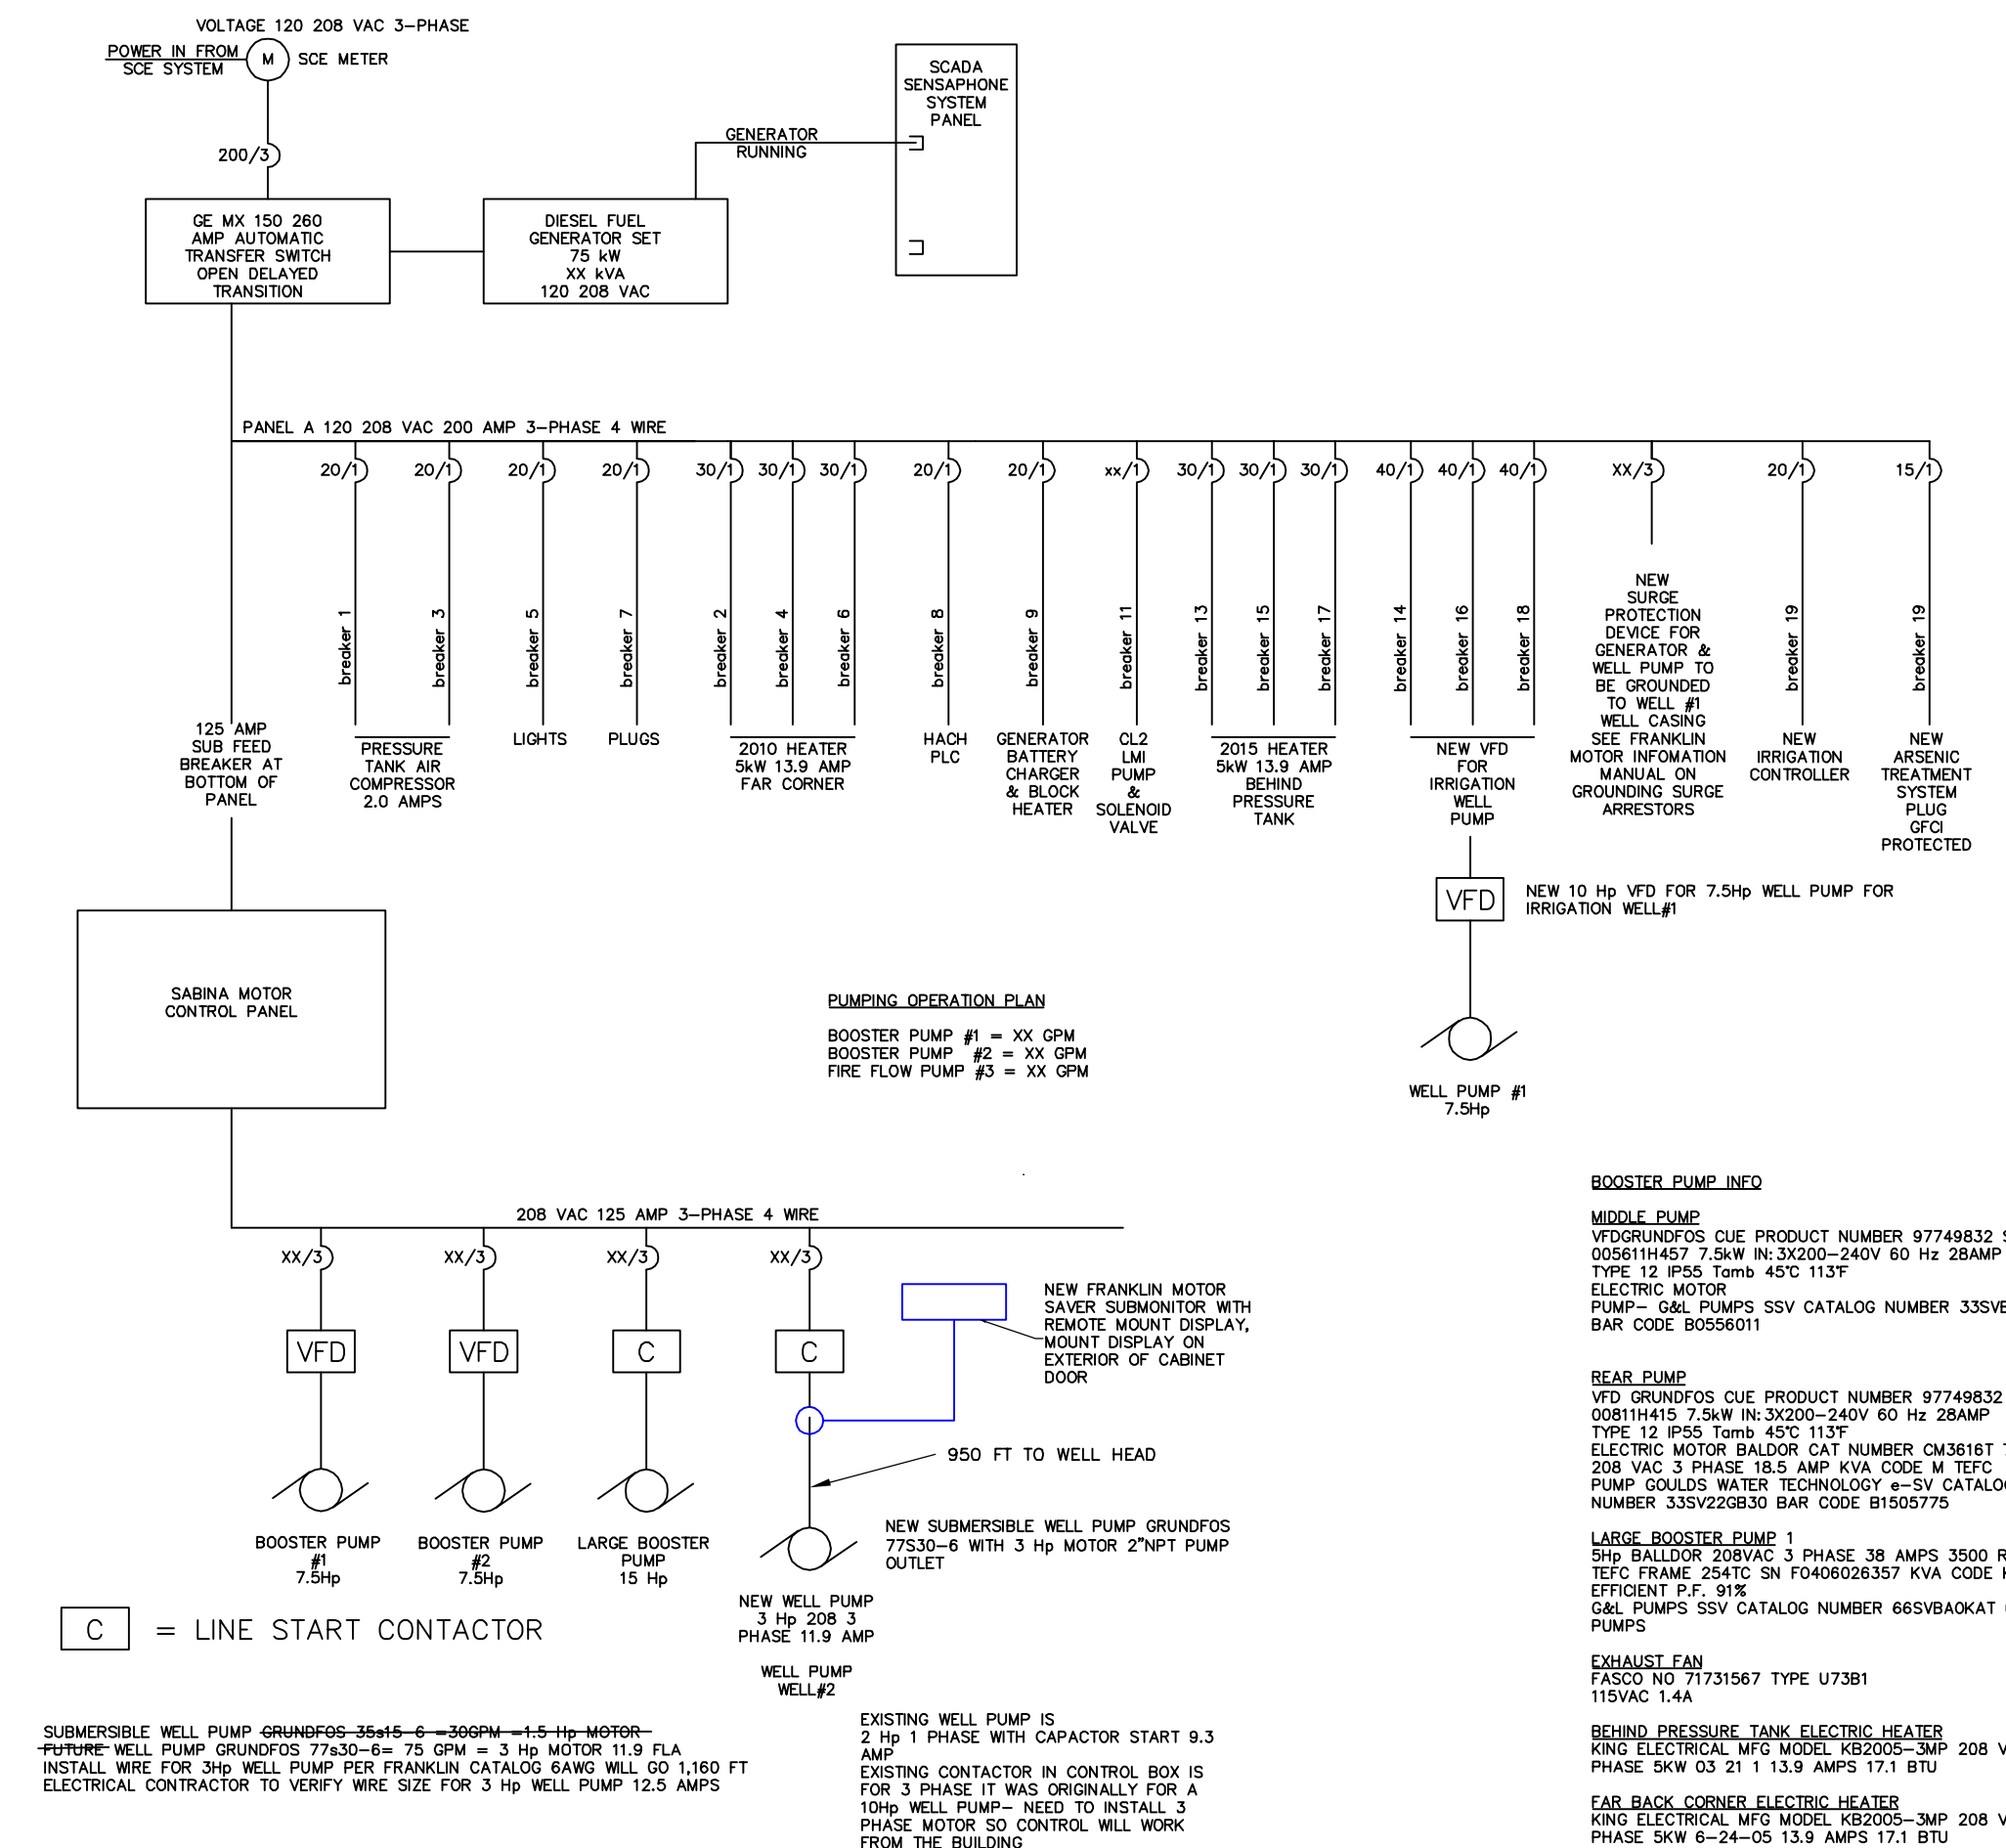 VOLTAGE 120 208 VAC 3-PHASE
POWER IN FROM
SCE SYSTEM
M
SCE METER
200/3
GE MX 150 260
AMP AUTOMATIC
TRANSFER SWITCH
OPEN DELAYED
TRANSITION
DIESEL FUEL
GENERATOR SET
75 kW
XX kVA
120 208 VAC
GENERATOR
RUNNING
SCADA
SENSAPHONE
SYSTEM
PANEL
PANEL A 120 208 VAC 200 AMP 3-PHASE 4 WIRE
20/1
20/1
20/1
20/1
30/1
30/1
30/1
20/1
20/1
xx/1
30/1
30/1
30/1
40/1
40/1
40/1
XX/3
20/1
15/1
breaker 1
breaker 3
breaker 5
breaker 7
breaker 2
breaker 4
breaker 6
breaker 8
breaker 9
breaker 11
breaker 13
breaker 15
breaker 17
breaker 14
breaker 16
breaker 18
breaker 19
breaker 19
125 AMP
SUB FEED
BREAKER AT
BOTTOM OF
PANEL
PRESSURE
TANK AIR
COMPRESSOR
2.0 AMPS
LIGHTS
PLUGS
2010 HEATER
5kW 13.9 AMP
FAR CORNER
HACH
PLC
GENERATOR
BATTERY
CHARGER
& BLOCK
HEATER
CL2
LMI
PUMP
&
SOLENOID
VALVE
2015 HEATER
5kW 13.9 AMP
BEHIND
PRESSURE
TANK
NEW VFD
FOR
IRRIGATION
WELL
PUMP
NEW
SURGE
PROTECTION
DEVICE FOR
GENERATOR &
WELL PUMP TO
BE GROUNDED
TO WELL #1
WELL CASING
SEE FRANKLIN
MOTOR INFOMATION
MANUAL ON
GROUNDING SURGE
ARRESTORS
NEW
IRRIGATION
CONTROLLER
NEW
ARSENIC
TREATMENT
SYSTEM
PLUG
GFCI
PROTECTED
VFD
NEW 10 Hp VFD FOR 7.5Hp WELL PUMP FOR
IRRIGATION WELL#1
WELL PUMP #1
7.5Hp
SABINA MOTOR
CONTROL PANEL
PUMPING OPERATION PLAN
BOOSTER PUMP #1 = XX GPM
BOOSTER PUMP #2 = XX GPM
FIRE FLOW PUMP #3 = XX GPM
208 VAC 125 AMP 3-PHASE 4 WIRE
XX/3
XX/3
XX/3
XX/3
VFD
VFD
C
C
NEW FRANKLIN MOTOR
SAVER SUBMONITOR WITH
REMOTE MOUNT DISPLAY,
MOUNT DISPLAY ON
EXTERIOR OF CABINET
DOOR
950 FT TO WELL HEAD
BOOSTER PUMP
#1
7.5Hp
BOOSTER PUMP
#2
7.5Hp
LARGE BOOSTER
PUMP
15 Hp
NEW SUBMERSIBLE WELL PUMP GRUNDFOS
77S30-6 WITH 3 Hp MOTOR 2"NPT PUMP
OUTLET
NEW WELL PUMP
3 Hp 208 3
PHASE 11.9 AMP
WELL PUMP
WELL#2
C = LINE START CONTACTOR
SUBMERSIBLE WELL PUMP GRUNDFOS 35s15-6 =30GPM =1.5 Hp MOTOR
FUTURE WELL PUMP GRUNDFOS 77s30-6= 75 GPM = 3 Hp MOTOR 11.9 FLA
INSTALL WIRE FOR 3Hp WELL PUMP PER FRANKLIN CATALOG 6AWG WILL GO 1,160 FT
ELECTRICAL CONTRACTOR TO VERIFY WIRE SIZE FOR 3 Hp WELL PUMP 12.5 AMPS
EXISTING WELL PUMP IS
2 Hp 1 PHASE WITH CAPACTOR START 9.3
AMP
EXISTING CONTACTOR IN CONTROL BOX IS
FOR 3 PHASE IT WAS ORIGINALLY FOR A
10Hp WELL PUMP- NEED TO INSTALL 3
PHASE MOTOR SO CONTROL WILL WORK
FROM THE BUILDING
BOOSTER PUMP INFO
MIDDLE PUMP
VFDGRUNDFOS CUE PRODUCT NUMBER 97749832
005611H457 7.5kW IN:3X200-240V 60 Hz 28AMP
TYPE 12 IP55 Tamb 45°C 113°F
ELECTRIC MOTOR
PUMP- G&L PUMPS SSV CATALOG NUMBER
BAR CODE B0556011
REAR PUMP
VFD GRUNDFOS CUE PRODUCT NUMBER 97749832
00811H415 7.5kW IN:3X200-240V 60 Hz 28AMP
TYPE 12 IP55 Tamb 45°C 113°F
ELECTRIC MOTOR BALDOR CAT NUMBER CM3616T
208 VAC 3 PHASE 18.5 AMP KVA CODE M TEFC
PUMP GOULDS WATER TECHNOLOGY e-SV CATALOG
NUMBER 33SV22GB30 BAR CODE B1505775
LARGE BOOSTER PUMP 1
5Hp BALLDOR 208VAC 3 PHASE 38 AMPS 3500
TEFC FRAME 254TC SN F0406026357 KVA CODE
EFFICIENT P.F. 91%
G&L PUMPS SSV CATALOG NUMBER 66SVBAOKAT
PUMPS
EXHAUST FAN
FASCO NO 71731567 TYPE U73B1
115VAC 1.4A
BEHIND PRESSURE TANK ELECTRIC HEATER
KING ELECTRICAL MFG MODEL KB2005-3MP 208
PHASE 5KW 03 21 1 13.9 AMPS 17.1 BTU
FAR BACK CORNER ELECTRIC HEATER
KING ELECTRICAL MFG MODEL KB2005-3MP 208
PHASE 5KW 6-24-05 13.9 AMPS 17.1 BTU